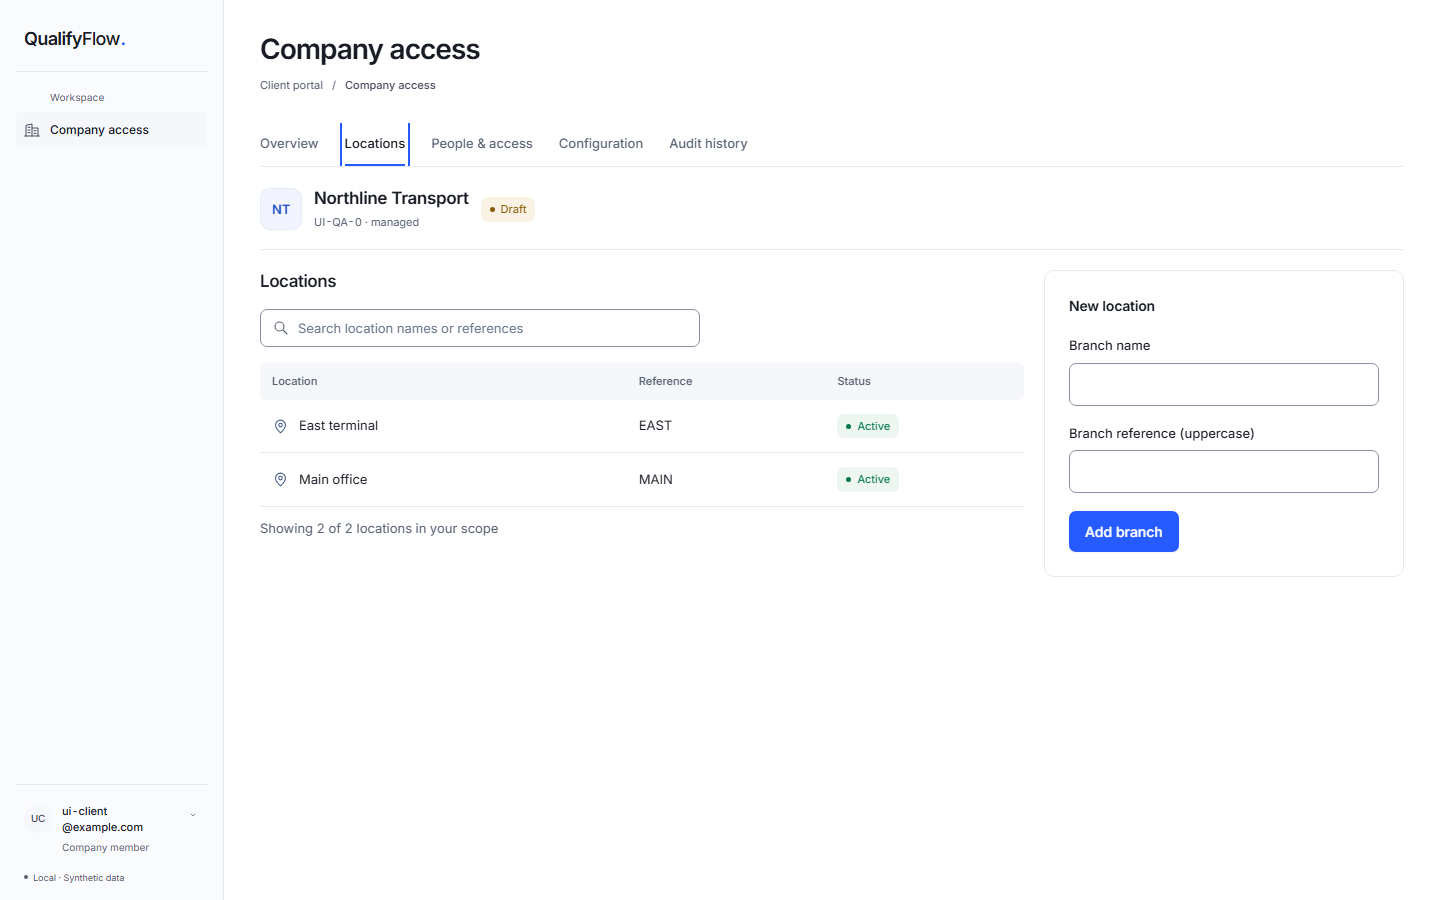 QualifyFlow.
Workspace
Company access
ui-client
@example.com
Company member
UC
Local · Synthetic data
Company access
Client portal / Company access
Overview Locations People & access Configuration Audit history
NT
Northline Transport
UI-QA-0 · managed
Draft
Locations
Search location names or references
Location Reference Status
East terminal EAST Active
Main office MAIN Active
Showing 2 of 2 locations in your scope
New location
Branch name
Branch reference (uppercase)
Add branch